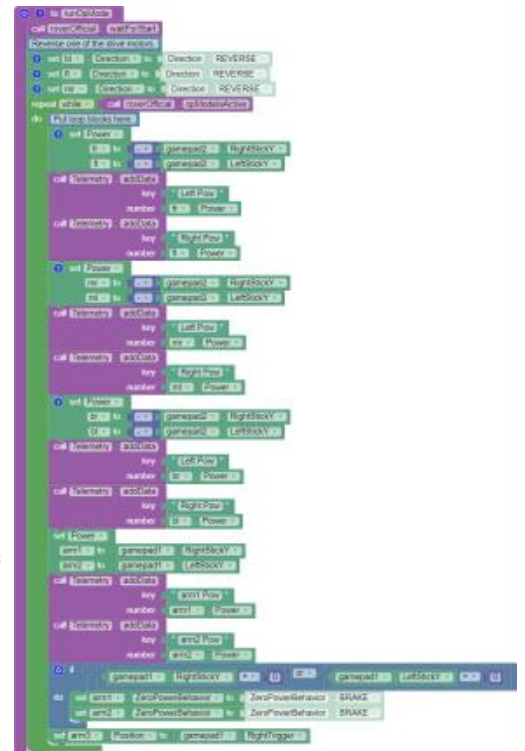 to runOpMode
call roverOfficial . waitForStart
Reverse one of the drive motors.
set bl . Direction to Direction REVERSE
set fl . Direction to Direction REVERSE
set mr . Direction to Direction REVERSE
repeat while call roverOfficial . opModeIsActive
do Put loop blocks here.
set Power
to - gamepad2 . RightStickY
to - gamepad2 . LeftStickY
call Telemetry . addData
key " Left Pow "
number Power
call Telemetry . addData
key " Right Pow "
number Power
set Power
mr to - gamepad2 . RightStickY
ml to - gamepad2 . LeftStickY
call Telemetry . addData
key " Left Pow "
number mr . Power
call Telemetry . addData
key " Right Pow "
number ml . Power
set Power
br to - gamepad2 . RightStickY
bl to - gamepad2 . LeftStickY
call Telemetry . addData
key " Left Pow "
number br . Power
call Telemetry . addData
key " Right Pow "
number bl . Power
set Power
arm1 to gamepad1 . RightStickY
arm2 to gamepad1 . LeftStickY
call Telemetry . addData
key " arm1 Pow "
number arm1 . Power
call Telemetry . addData
key " arm2 Pow "
number arm2 . Power
if gamepad1 . RightStickY = 0 or gamepad1 . LeftStickY = 0
do set arm1 . ZeroPowerBehavior to ZeroPowerBehavior BRAKE
set arm2 . ZeroPowerBehavior to ZeroPowerBehavior BRAKE
set arm3 . Position to gamepad1 . RightTrigger